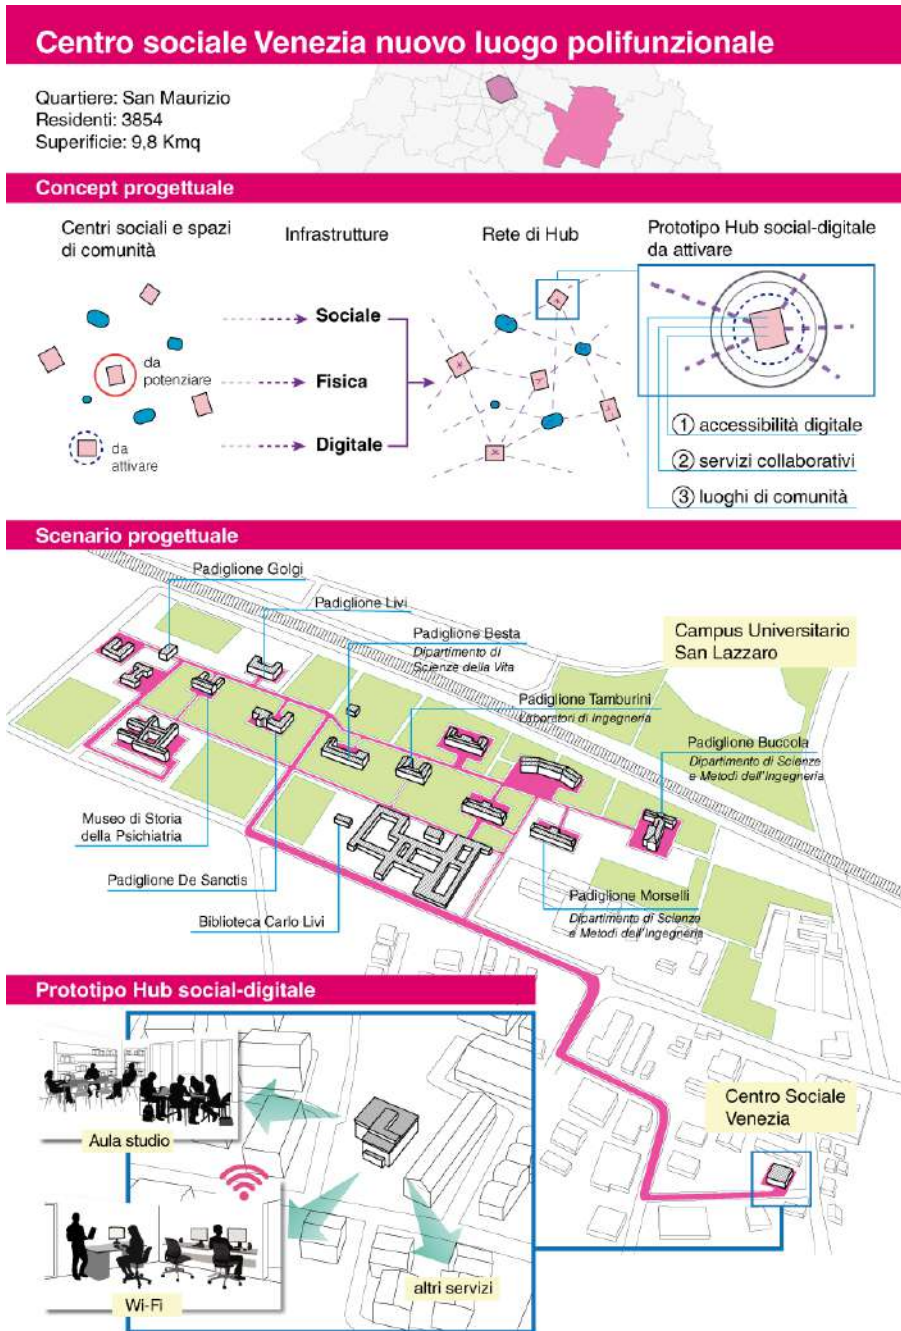 Centro sociale Venezia nuovo luogo polifunzionale
Quartiere: San Maurizio
Residenti: 3854
Superificie: 9,8 Kmq
Concept progettuale
Centri sociali e spazi
di comunità
Infrastrutture
Rete di Hub
Prototipo Hub social-digitale
da attivare
da
potenziare
da
attivare
Sociale
Fisica
Digitale
1 accessibilità digitale
2 servizi collaborativi
3 luoghi di comunità
Scenario progettuale
Padiglione Golgi
Padiglione Livi
Padiglione Besta
Dipartimento di
Scienze della Vita
Campus Universitario
San Lazzaro
Padiglione Tamburini
Laboratori di Ingegneria
Padiglione Buccola
Dipartimento di Scienze
e Metodi dell'Ingegneria
Museo di Storia
della Psichiatria
Padiglione De Sanctis
Biblioteca Carlo Livi
Padiglione Morselli
Dipartimento di Scienze
e Metodi dell'Ingegneria
Prototipo Hub social-digitale
Aula studio
Wi-Fi
altri servizi
Centro Sociale
Venezia